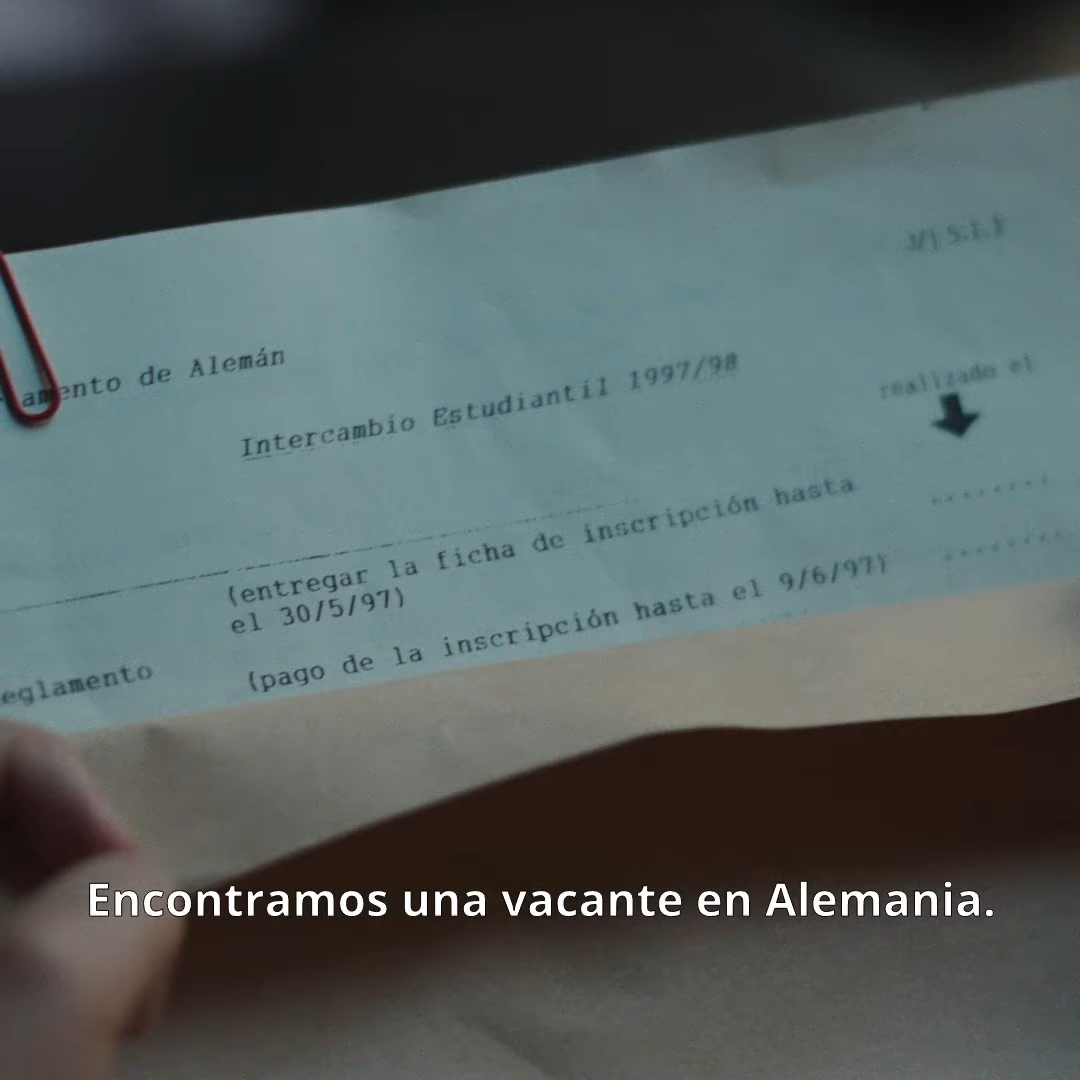 amento de Alemán
Intercambio Estudiantil 1997/98
realizado el
(entregar la ficha de inscripción hasta
el 30/5/97)
eglamento
(pago de la inscripción hasta el 9/6/97)
Encontramos una vacante en Alemania.